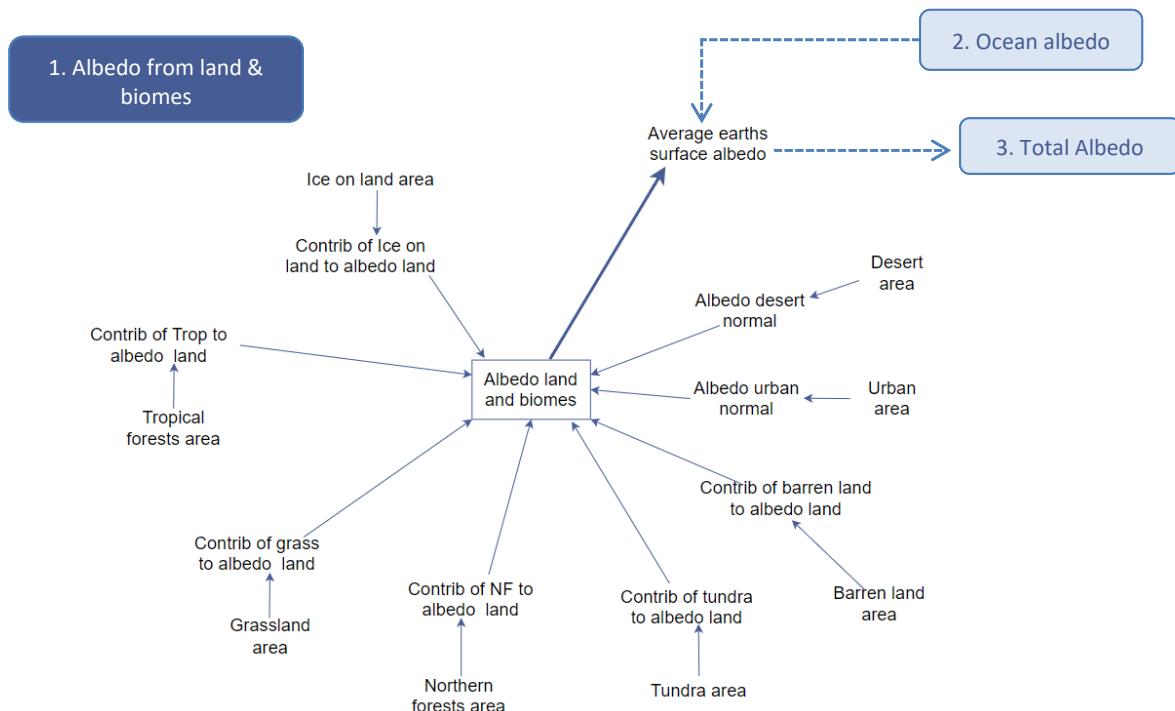 1. Albedo from land &
biomes
2. Ocean albedo
Average earths
surface albedo
3. Total Albedo
Ice on land area
Contrib of Ice on
land to albedo land
Desert
area
Albedo desert
normal
Contrib of Trop to
albedo land
Albedo land
and biomes
Albedo urban
normal
Urban
area
Tropical
forests area
Contrib of barren land
to albedo land
Contrib of grass
to albedo land
Contrib of NF to
albedo land
Contrib of tundra
to albedo land
Barren land
area
Grassland
area
Northern
forests area
Tundra area